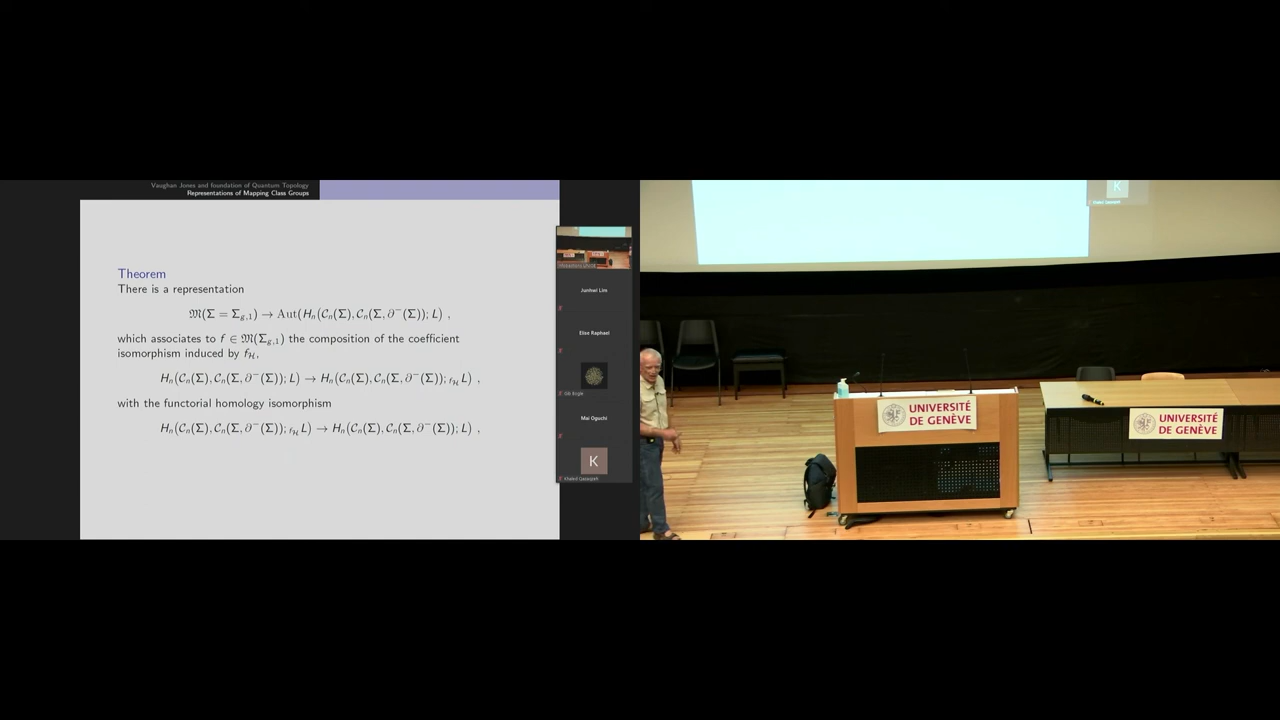 Vaughan Jones and foundation of Quantum Topology
Representations of Mapping Class Groups
Theorem
There is a representation
𝔐(Σ = Σ_{g,1}) → Aut(H_n(C_n(Σ), C_n(Σ, ∂⁻(Σ)); L) ,
which associates to f ∈ 𝔐(Σ_{g,1}) the composition of the coefficient
isomorphism induced by f_ℋ,
H_n(C_n(Σ), C_n(Σ, ∂⁻(Σ)); L) → H_n(C_n(Σ), C_n(Σ, ∂⁻(Σ)); _{f_ℋ}L) ,
with the functorial homology isomorphism
H_n(C_n(Σ), C_n(Σ, ∂⁻(Σ)); _{f_ℋ}L) → H_n(C_n(Σ), C_n(Σ, ∂⁻(Σ)); L) ,
Junhwi Lim
Elise Raphael
Mai Oguchi
K
K
UNIVERSITÉ
DE GENÈVE
UNIVERSITÉ
DE GENÈVE